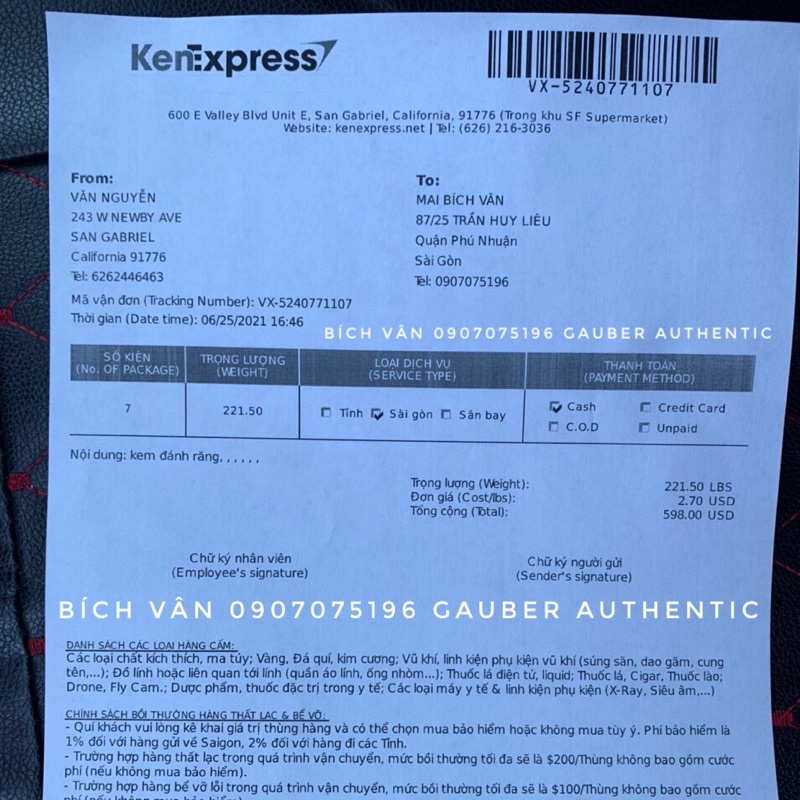 KenExpress
VX-5240771107
600 E Valley Blvd Unit E, San Gabriel, California, 91776 (Trong khu SF Supermarket)
Website: kenexpress.net | Tel: (626) 216-3036
From:
VÂN NGUYỄN
243 W NEWBY AVE
SAN GABRIEL
California 91776
Tel: 6262446463
To:
MAI BÍCH VÂN
87/25 TRẦN HUY LIÊU
Quận Phú Nhuận
Sài Gòn
Tel: 0907075196
Mã vận đơn (Tracking Number): VX-5240771107
Thời gian (Date time): 06/25/2021 16:46
BÍCH VÂN 0907075196 GAUBER AUTHENTIC
SỐ KIỆN (No. OF PACKAGE) TRỌNG LƯỢNG (WEIGHT) LOẠI DỊCH VỤ (SERVICE TYPE) THANH TOÁN (PAYMENT METHOD)
7 221.50 Tỉnh Sài gòn Sân bay Cash Credit Card
C.O.D Unpaid
Nội dung: kem đánh răng, , , , , ,
Trọng lượng (Weight): 221.50 LBS
Đơn giá (Cost/lbs): 2.70 USD
Tổng cộng (Total): 598.00 USD
Chữ ký nhân viên (Employee's signature)
Chữ ký người gửi (Sender's signature)
BÍCH VÂN 0907075196 GAUBER AUTHENTIC
DANH SÁCH CÁC LOẠI HÀNG CẤM:
Các loại chất kích thích, ma túy; Vàng, Đá quí, kim cương; Vũ khí, linh kiện phụ kiện vũ khí (súng săn, dao găm, cung
tên,...); Đồ lính hoặc liên quan tới lính (quần áo lính, ống nhòm...); Thuốc lá điện tử, liquid; Thuốc lá, Cigar, Thuốc lào;
Drone, Fly Cam.; Dược phẩm, thuốc đặc trị trong y tế; Các loại máy y tế & linh kiện phụ kiện (X-Ray, Siêu âm,...)
CHÍNH SÁCH BỒI THƯỜNG HÀNG THẤT LẠC & BỂ VỠ:
- Quí khách vui lòng kê khai giá trị thùng hàng và có thể chọn mua bảo hiểm hoặc không mua tùy ý. Phí bảo hiểm là
1% đối với hàng gửi về Saigon, 2% đối với hàng đi các Tỉnh.
- Trường hợp hàng thất lạc trong quá trình vận chuyển, mức bồi thường tối đa sẽ là $200/Thùng không bao gồm cước
phí (nếu không mua bảo hiểm).
- Trường hợp hàng bể vỡ lỗi trong quá trình vận chuyển, mức bồi thường tối đa sẽ là $100/Thùng không bao gồm cước